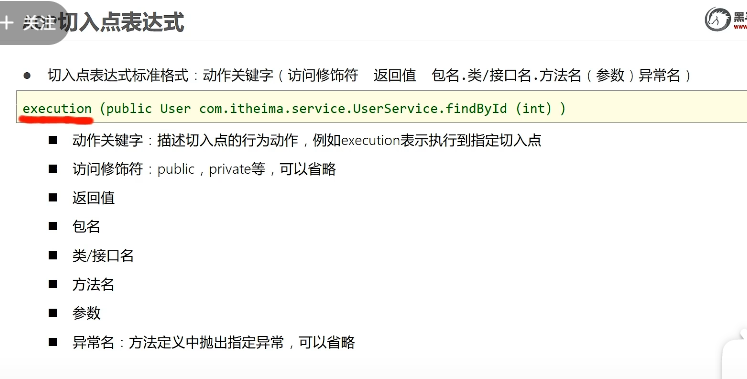 + 关注
切入点表达式
黑
www.
● 切入点表达式标准格式：动作关键字（访问修饰符 返回值 包名.类/接口名.方法名（参数）异常名）
execution (public User com.itheima.service.UserService.findById (int) )
■ 动作关键字：描述切入点的行为动作，例如execution表示执行到指定切入点
■ 访问修饰符：public，private等，可以省略
■ 返回值
■ 包名
■ 类/接口名
■ 方法名
■ 参数
■ 异常名：方法定义中抛出指定异常，可以省略